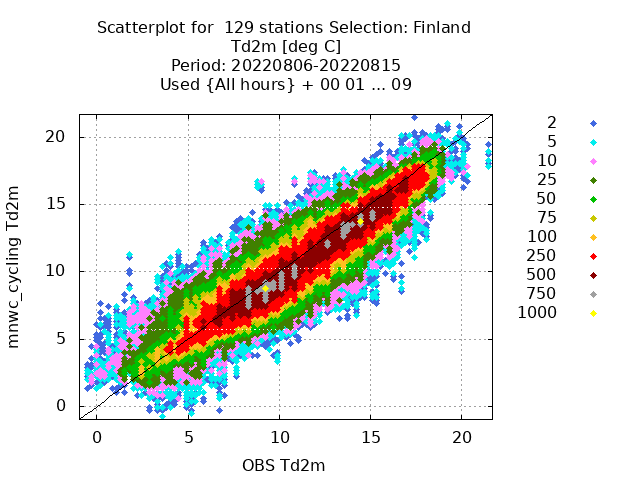 Scatterplot for  129 stations Selection: Finland
Td2m [deg C]
Period: 20220806-20220815
Used {All hours} + 00 01 ... 09
mnwc_cycling Td2m
20
15
10
5
0
0 5 10 15 20
OBS Td2m
2
5
10
25
50
75
100
250
500
750
1000